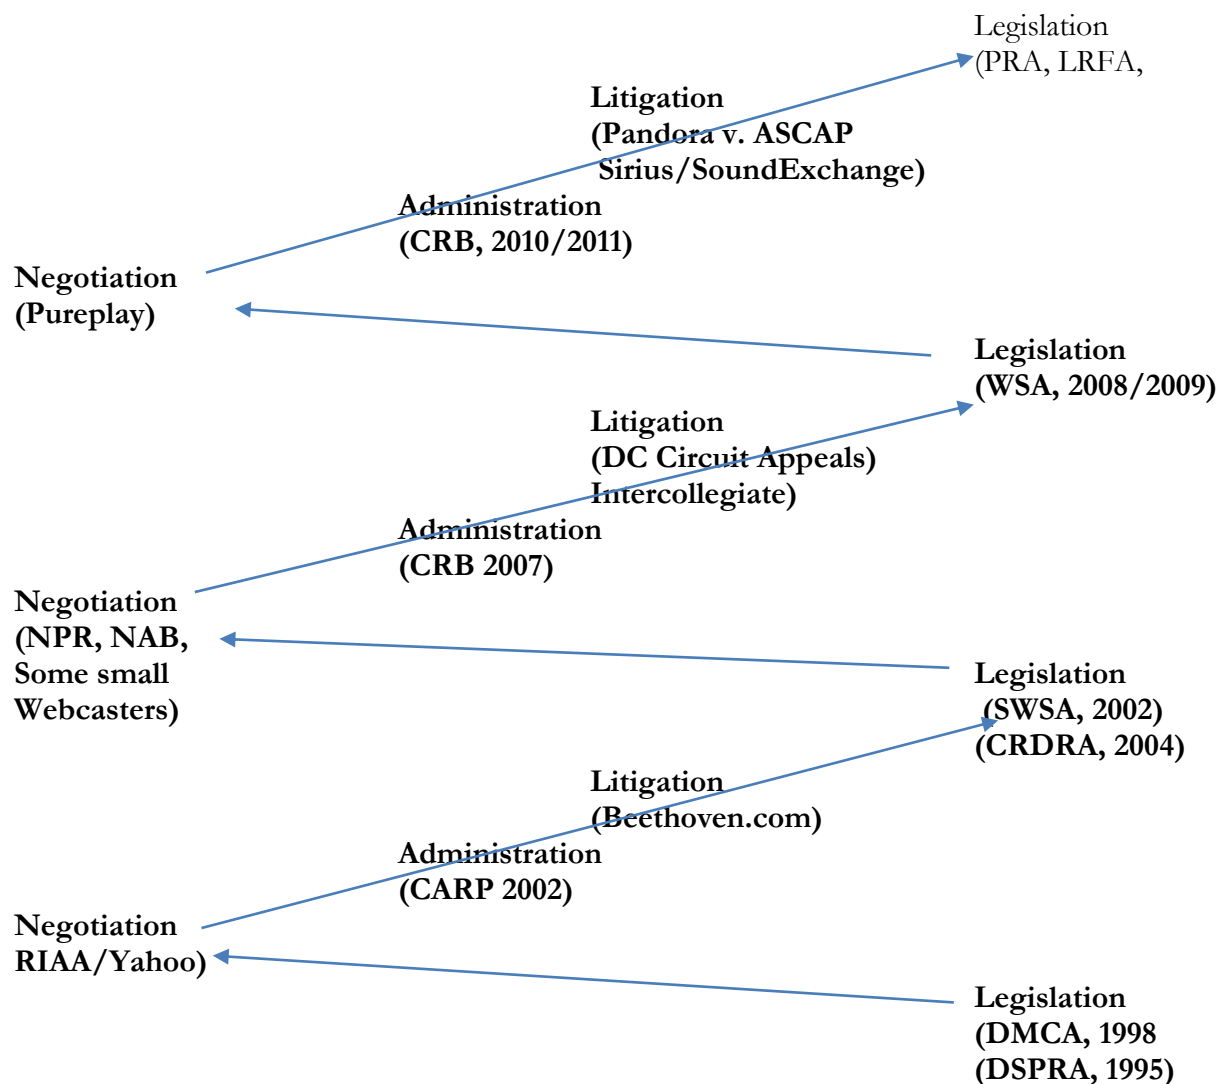 Legislation
(PRA, LRFA,
Litigation
(Pandora v. ASCAP
Sirius/SoundExchange)
Administration
(CRB, 2010/2011)
Negotiation
(Pureplay)
Legislation
(WSA, 2008/2009)
Litigation
(DC Circuit Appeals)
Intercollegiate)
Administration
(CRB 2007)
Negotiation
(NPR, NAB,
Some small
Webcasters)
Legislation
(SWSA, 2002)
(CRDRA, 2004)
Litigation
(Beethoven.com)
Administration
(CARP 2002)
Negotiation
RIAA/Yahoo)
Legislation
(DMCA, 1998
(DSPRA, 1995)